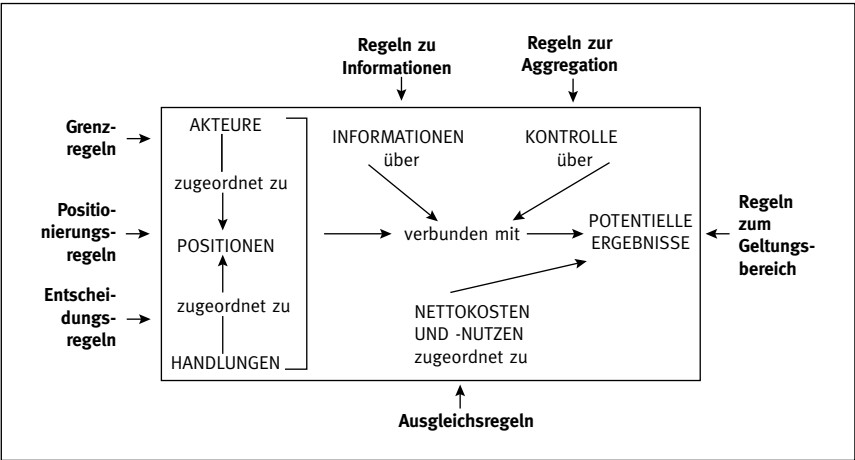 Regeln zu
Informationen
Regeln zur
Aggregation
Grenz-
regeln
Positio-
nierungs-
regeln
Entschei-
dungs-
regeln
AKTEURE
zugeordnet zu
POSITIONEN
zugeordnet zu
HANDLUNGEN
INFORMATIONEN
über
KONTROLLE
über
verbunden mit
POTENTIELLE
ERGEBNISSE
NETTOKOSTEN
UND -NUTZEN
zugeordnet zu
Regeln
zum
Geltungs-
bereich
Ausgleichsregeln